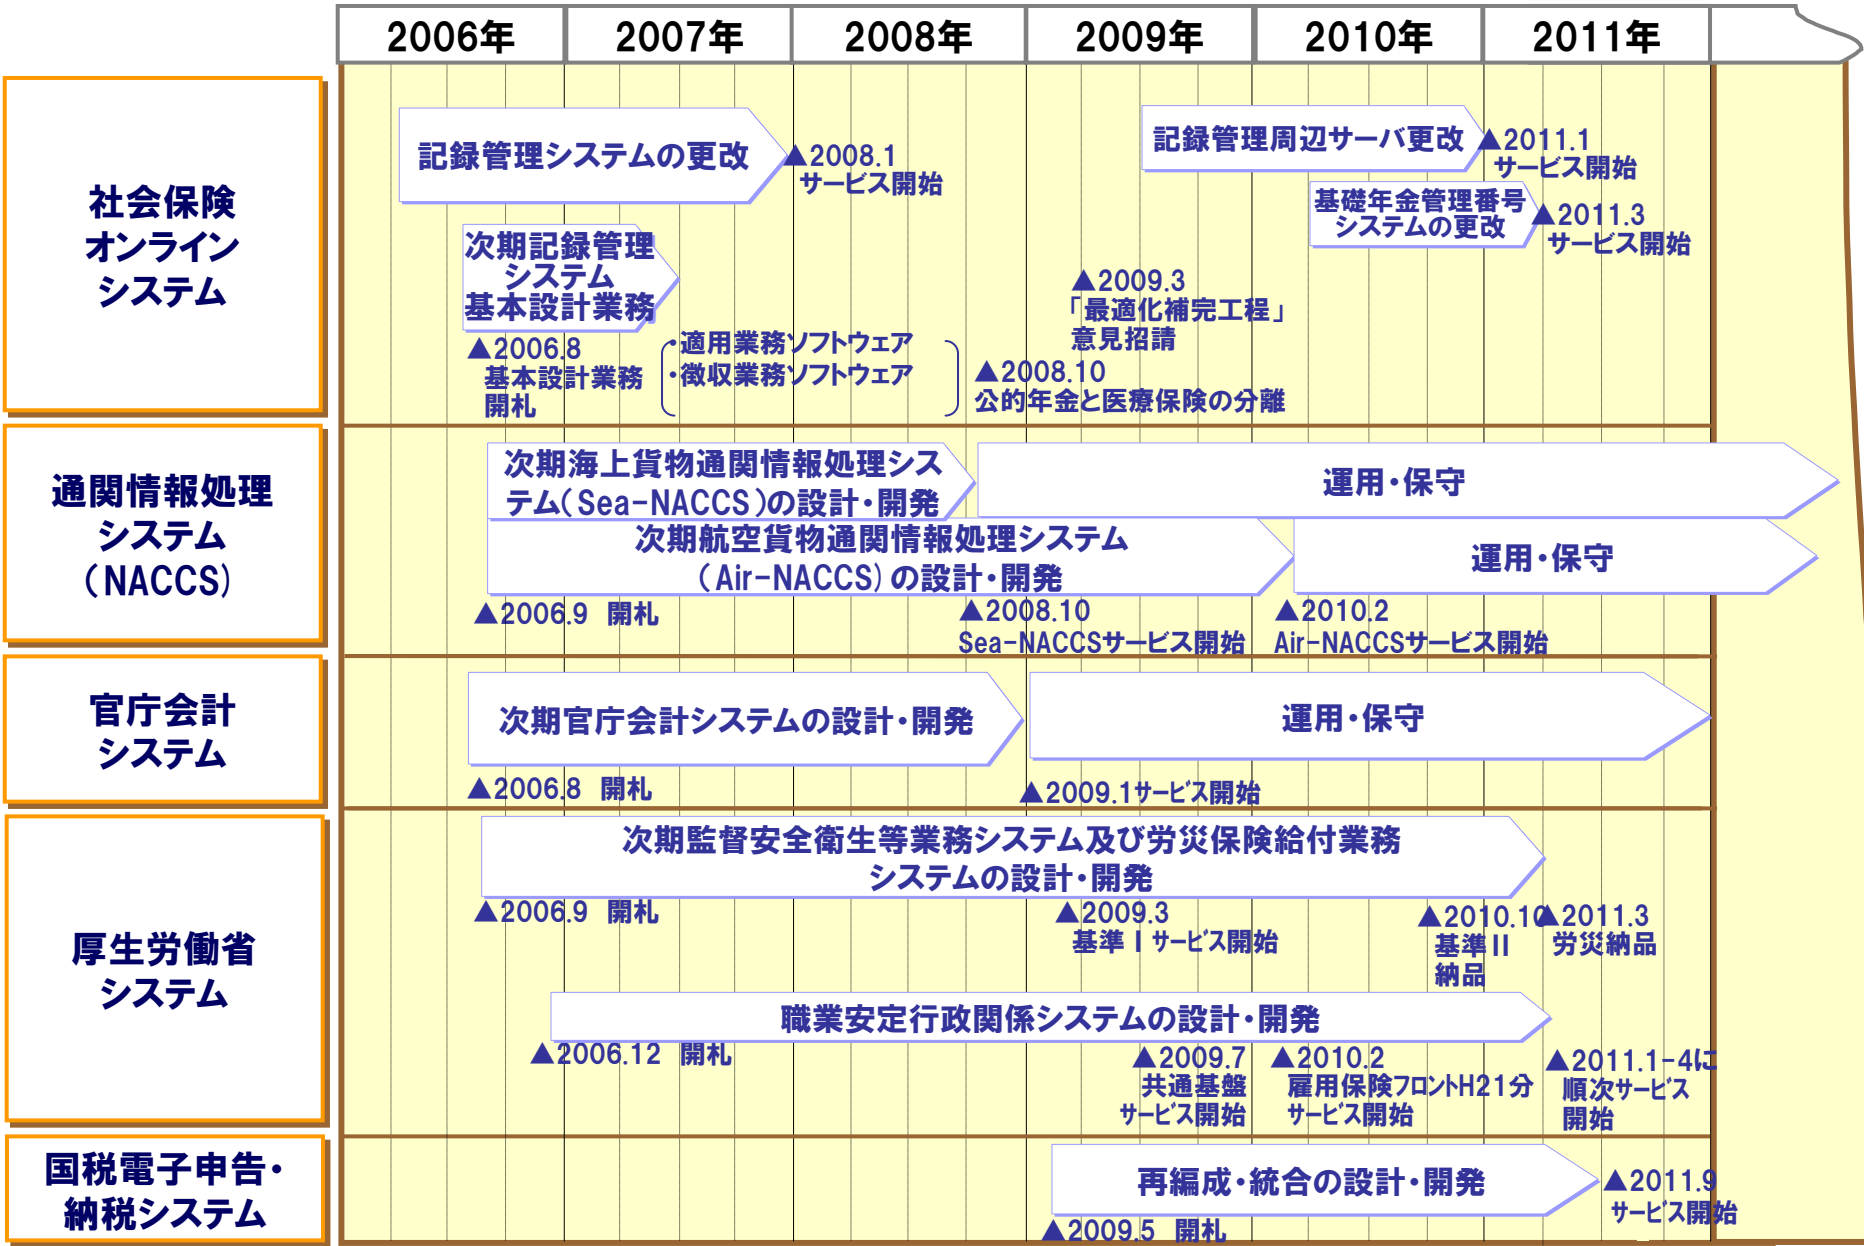 2006年 2007年 2008年 2009年 2010年 2011年
社会保険
オンライン
システム
記録管理システムの更改
▲2008.1
サービス開始
次期記録管理
システム
基本設計業務
▲2006.8
基本設計業務
開札
・適用業務ソフトウェア
・徴収業務ソフトウェア
▲2008.10
公的年金と医療保険の分離
▲2009.3
「最適化補完工程」
意見招請
記録管理周辺サーバ更改
▲2011.1
サービス開始
基礎年金管理番号
システムの更改
▲2011.3
サービス開始
通関情報処理
システム
(NACCS)
次期海上貨物通関情報処理シス
テム(Sea-NACCS)の設計・開発
運用・保守
次期航空貨物通関情報処理システム
(Air-NACCS)の設計・開発
運用・保守
▲2006.9 開札
▲2008.10
Sea-NACCSサービス開始
▲2010.2
Air-NACCSサービス開始
官庁会計
システム
次期官庁会計システムの設計・開発
運用・保守
▲2006.8 開札
▲2009.1サービス開始
厚生労働省
システム
次期監督安全衛生等業務システム及び労災保険給付業務
システムの設計・開発
▲2006.9 開札
▲2009.3
基準Ⅰサービス開始
▲2010.10
基準II
納品
▲2011.3
労災納品
職業安定行政関係システムの設計・開発
▲2006.12 開札
▲2009.7
共通基盤
サービス開始
▲2010.2
雇用保険フロントH21分
サービス開始
▲2011.1-4に
順次サービス
開始
国税電子申告・
納税システム
再編成・統合の設計・開発
▲2009.5 開札
▲2011.9
サービス開始